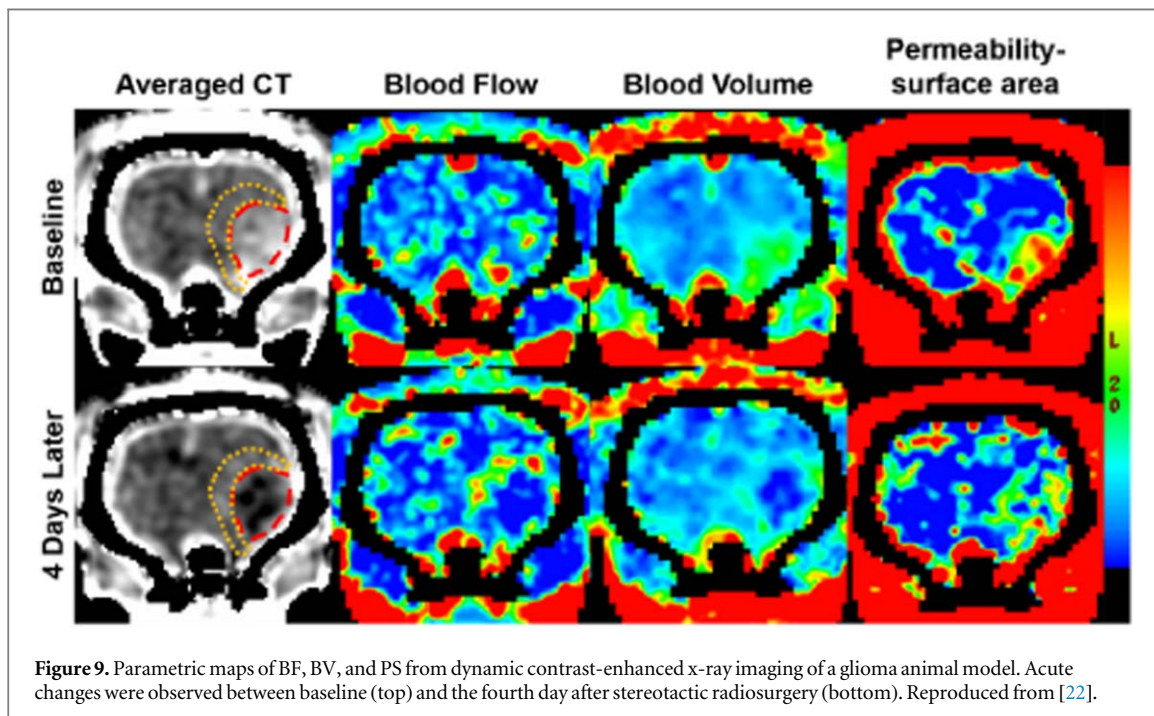 Averaged CT Blood Flow Blood Volume Permeability-
surface area
Baseline
4 Days Later
L
2
0
Figure 9. Parametric maps of BF, BV, and PS from dynamic contrast-enhanced x-ray imaging of a glioma animal model. Acute
changes were observed between baseline (top) and the fourth day after stereotactic radiosurgery (bottom). Reproduced from [22].